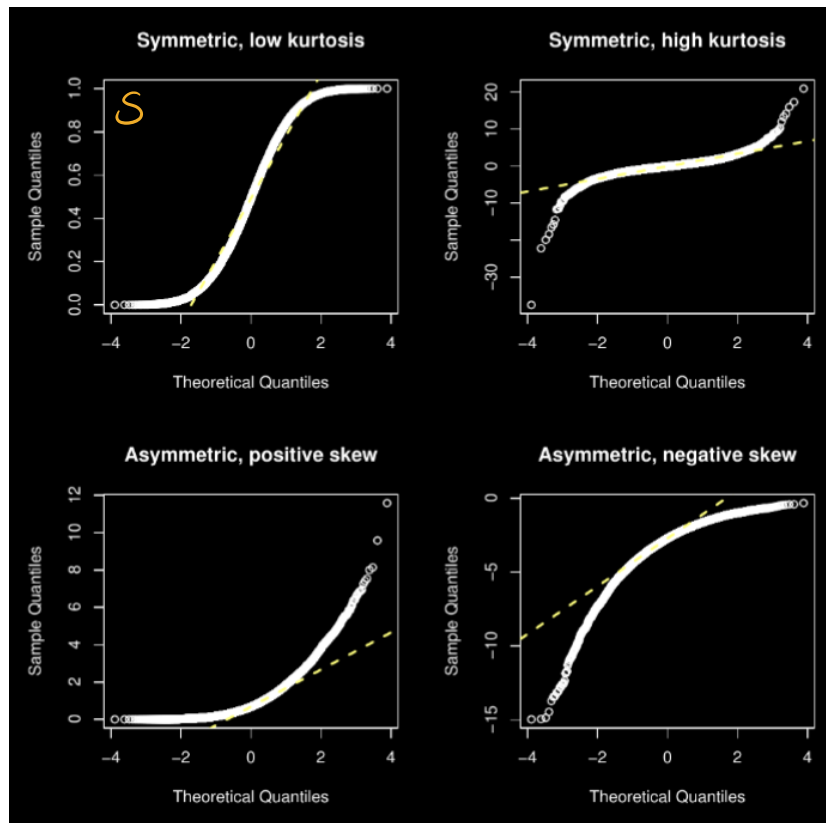 Symmetric, low kurtosis
S
1.0
0.8
0.6
0.4
0.2
0.0
Sample Quantiles
−4 −2 0 2 4
Theoretical Quantiles
Symmetric, high kurtosis
20
10
0
−10
−30
Sample Quantiles
−4 −2 0 2 4
Theoretical Quantiles
Asymmetric, positive skew
12
10
8
6
4
2
0
Sample Quantiles
−4 −2 0 2 4
Theoretical Quantiles
Asymmetric, negative skew
0
−5
−10
−15
Sample Quantiles
−4 −2 0 2 4
Theoretical Quantiles